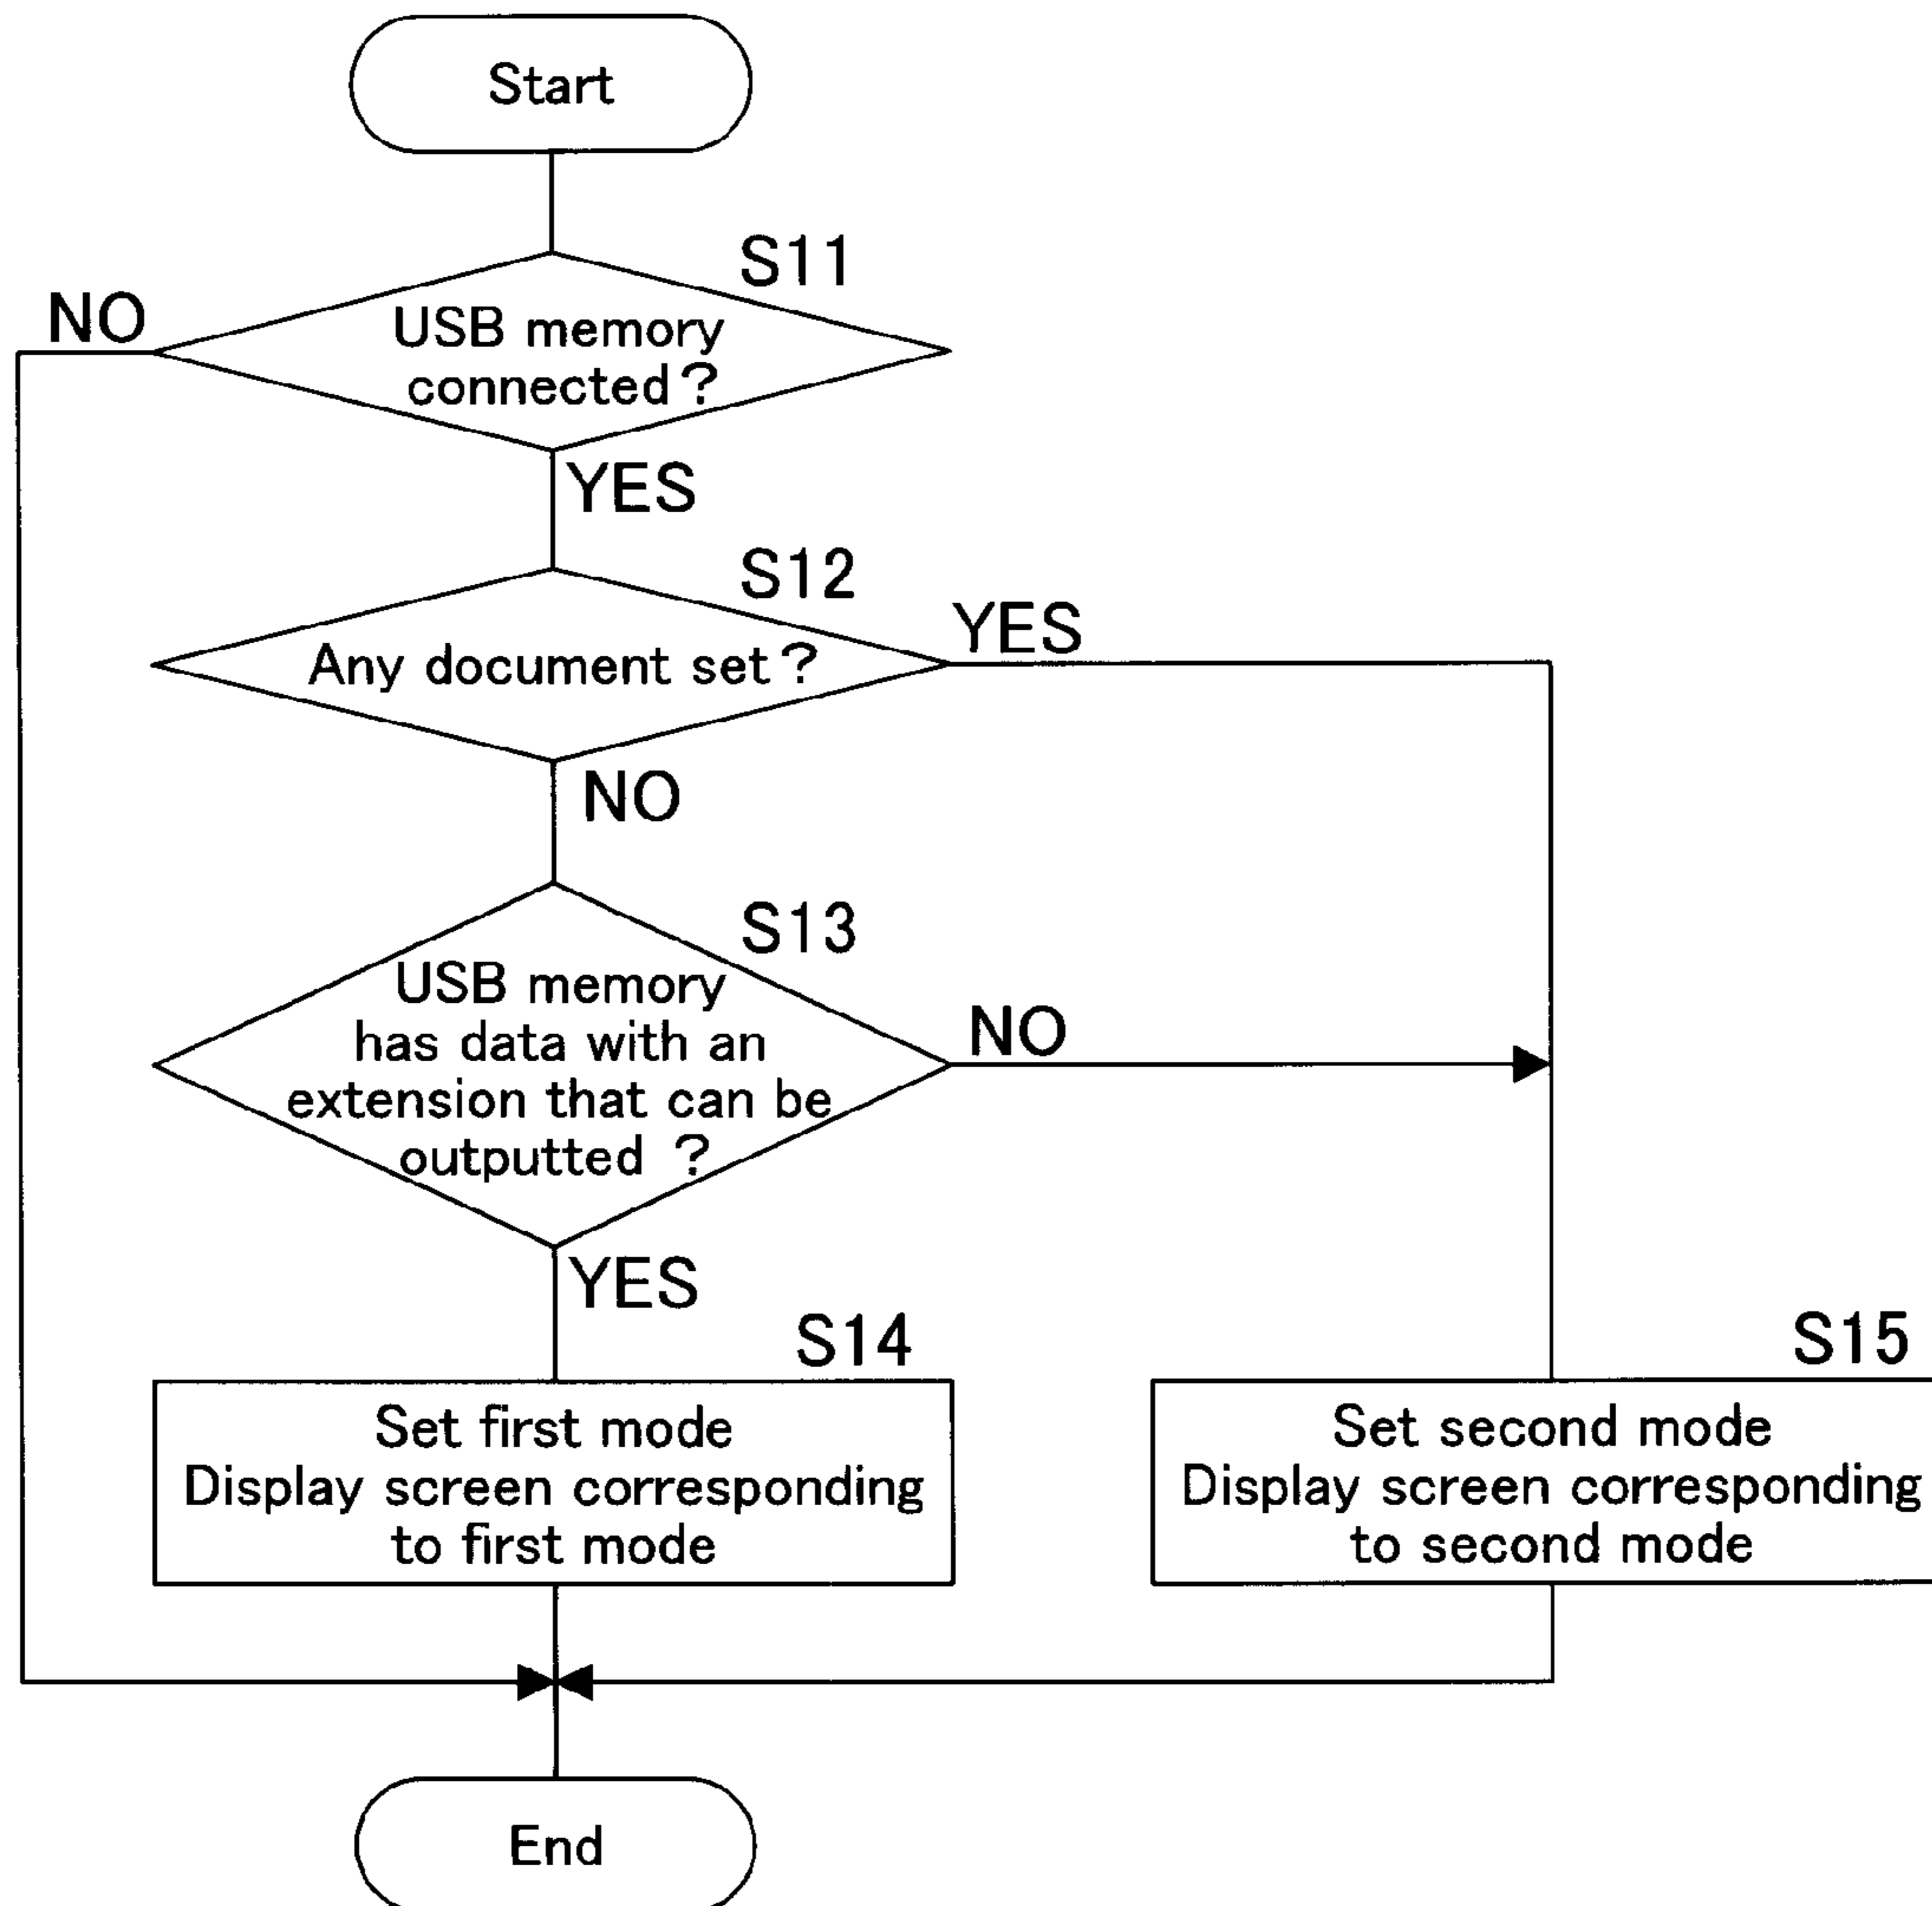 Start
S11
NO
USB memory
connected?
YES
S12
YES
Any document set?
NO
S13
USB memory
has data with an
extension that can be
outputted ?
NO
YES
S14
S15
Set first mode
Display screen corresponding
to first mode
Set second mode
Display screen corresponding
to second mode
End